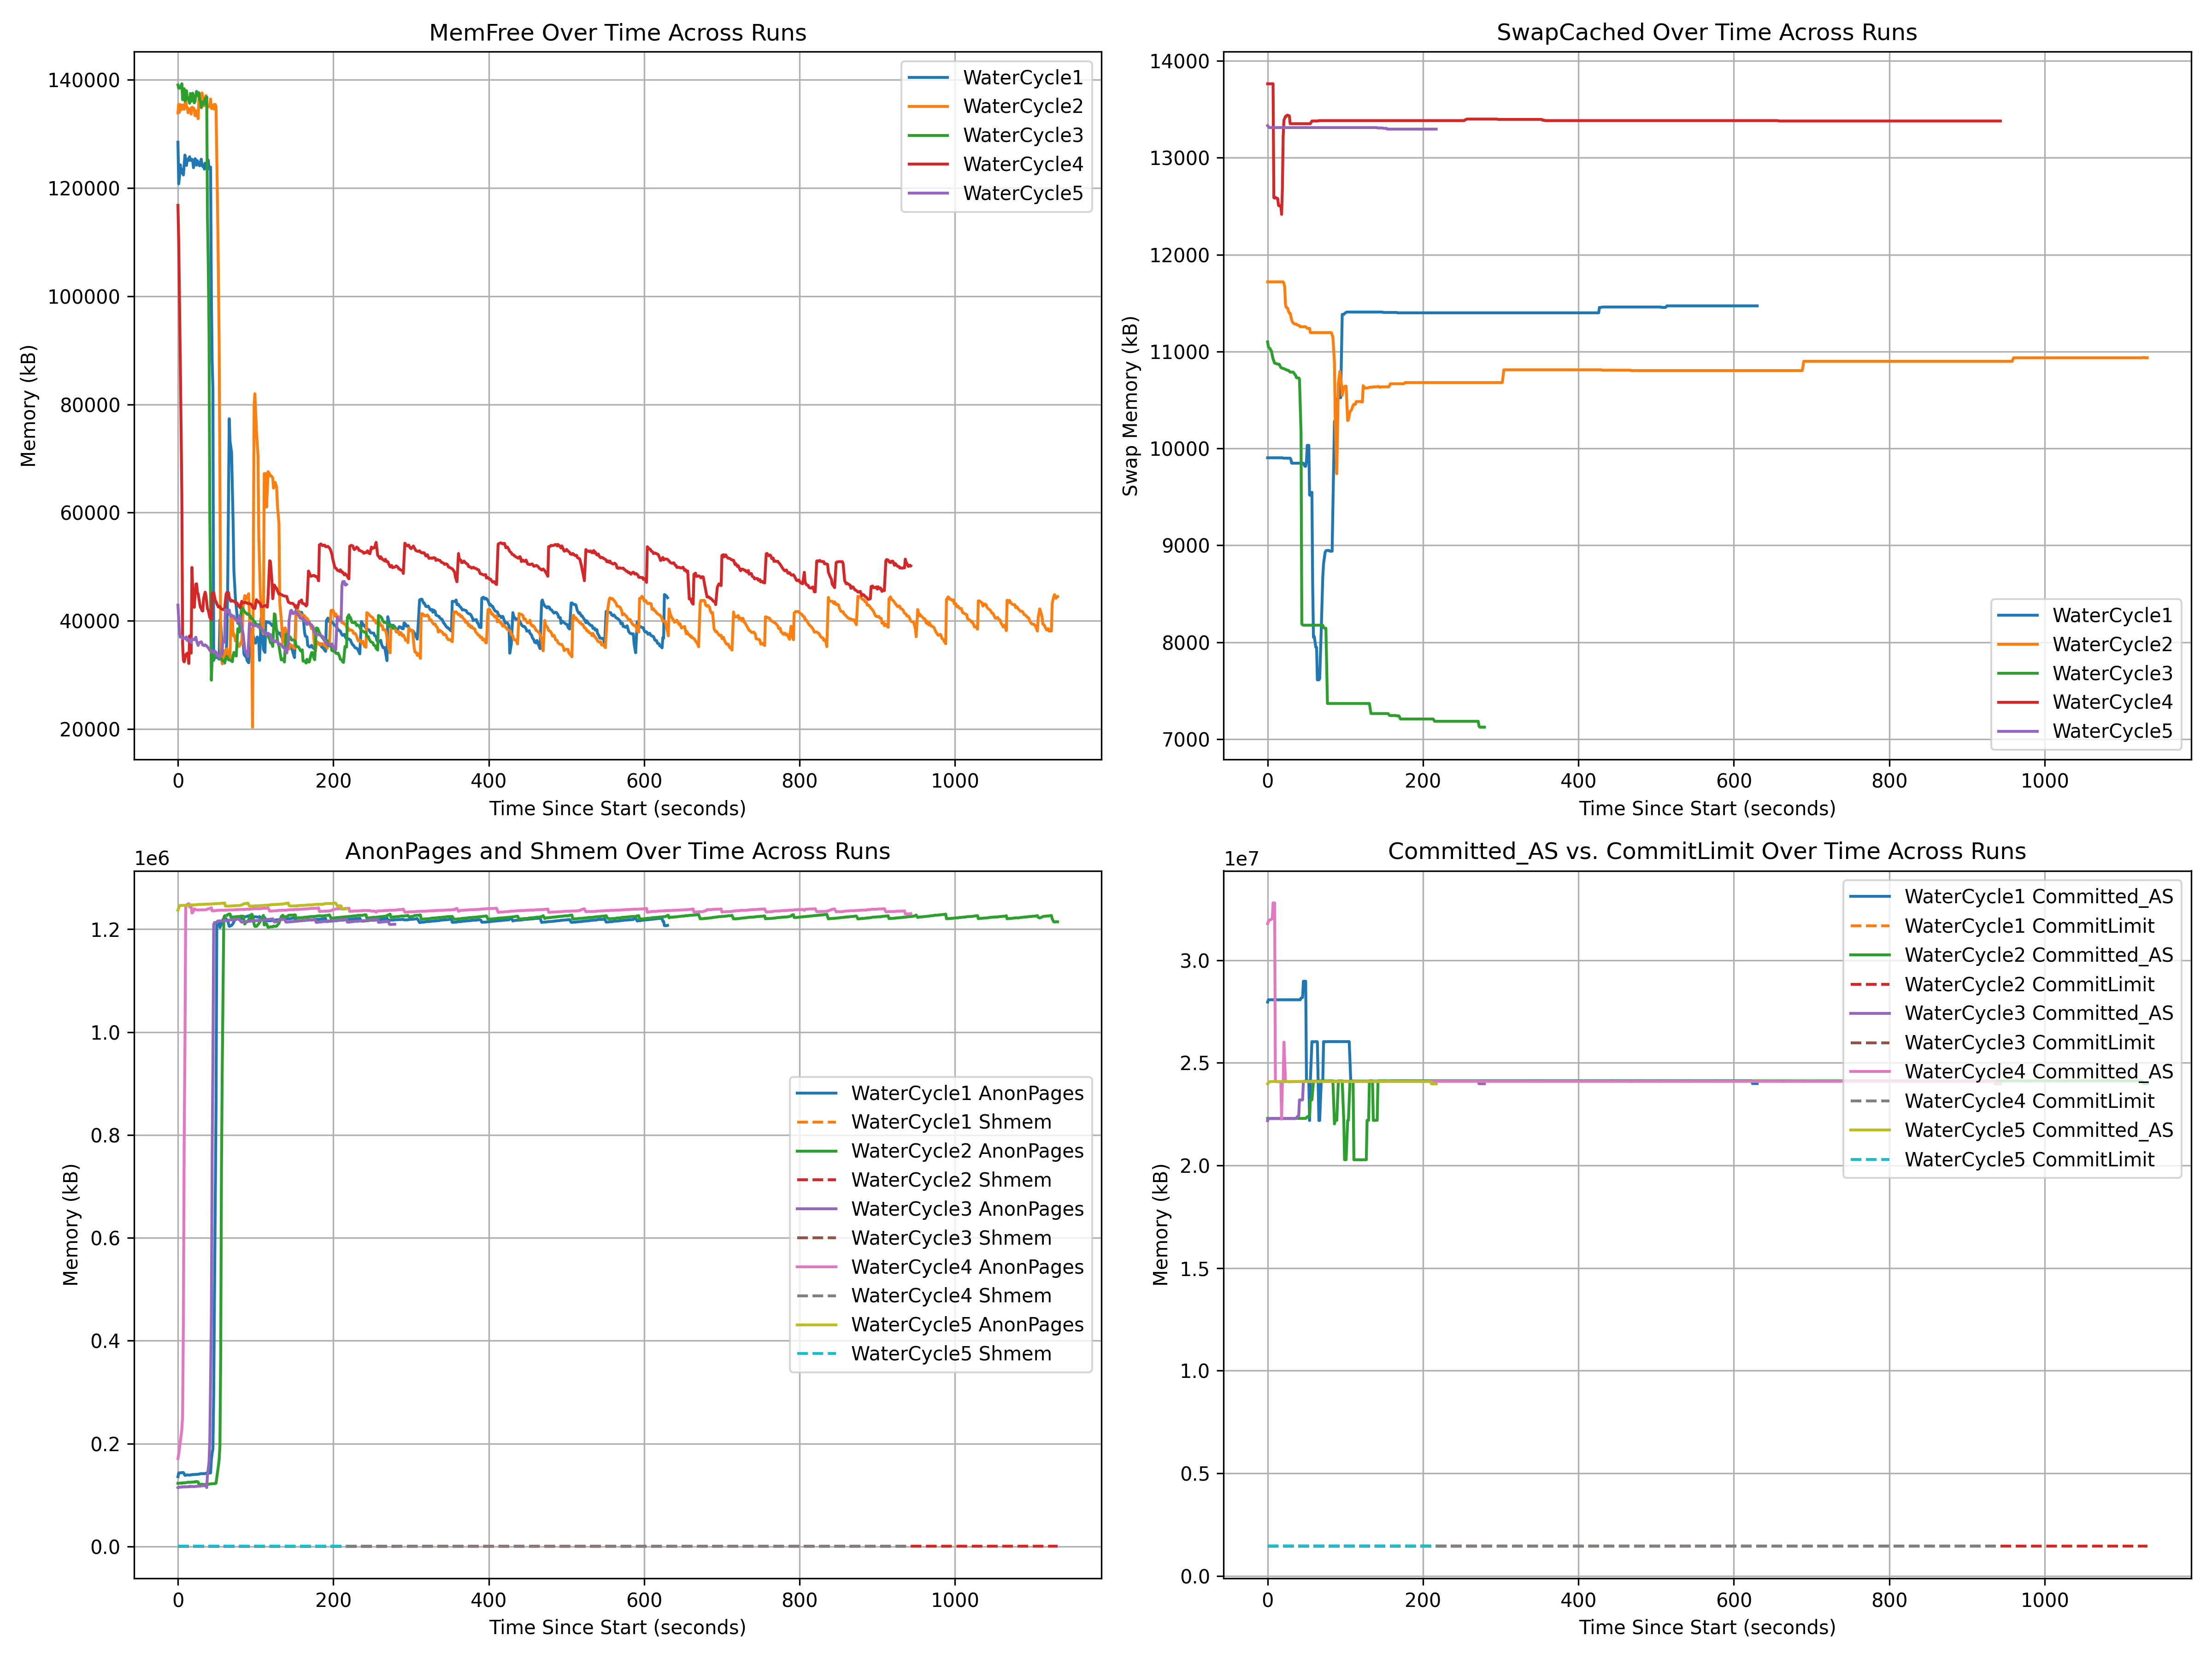 MemFree Over Time Across Runs
140000
120000
100000
80000
60000
40000
20000
Memory (kB)
0
200
400
600
800
1000
Time Since Start (seconds)
WaterCycle1
WaterCycle2
WaterCycle3
WaterCycle4
WaterCycle5
SwapCached Over Time Across Runs
14000
13000
12000
11000
10000
9000
8000
7000
Swap Memory (kB)
0
200
400
600
800
1000
Time Since Start (seconds)
WaterCycle1
WaterCycle2
WaterCycle3
WaterCycle4
WaterCycle5
AnonPages and Shmem Over Time Across Runs
1e6
1.2
1.0
0.8
0.6
0.4
0.2
0.0
Memory (kB)
0
200
400
600
800
1000
Time Since Start (seconds)
WaterCycle1 AnonPages
WaterCycle1 Shmem
WaterCycle2 AnonPages
WaterCycle2 Shmem
WaterCycle3 AnonPages
WaterCycle3 Shmem
WaterCycle4 AnonPages
WaterCycle4 Shmem
WaterCycle5 AnonPages
WaterCycle5 Shmem
Committed_AS vs. CommitLimit Over Time Across Runs
1e7
3.0
2.5
2.0
1.5
1.0
0.5
0.0
Memory (kB)
0
200
400
600
800
1000
Time Since Start (seconds)
WaterCycle1 Committed_AS
WaterCycle1 CommitLimit
WaterCycle2 Committed_AS
WaterCycle2 CommitLimit
WaterCycle3 Committed_AS
WaterCycle3 CommitLimit
WaterCycle4 Committed_AS
WaterCycle4 CommitLimit
WaterCycle5 Committed_AS
WaterCycle5 CommitLimit